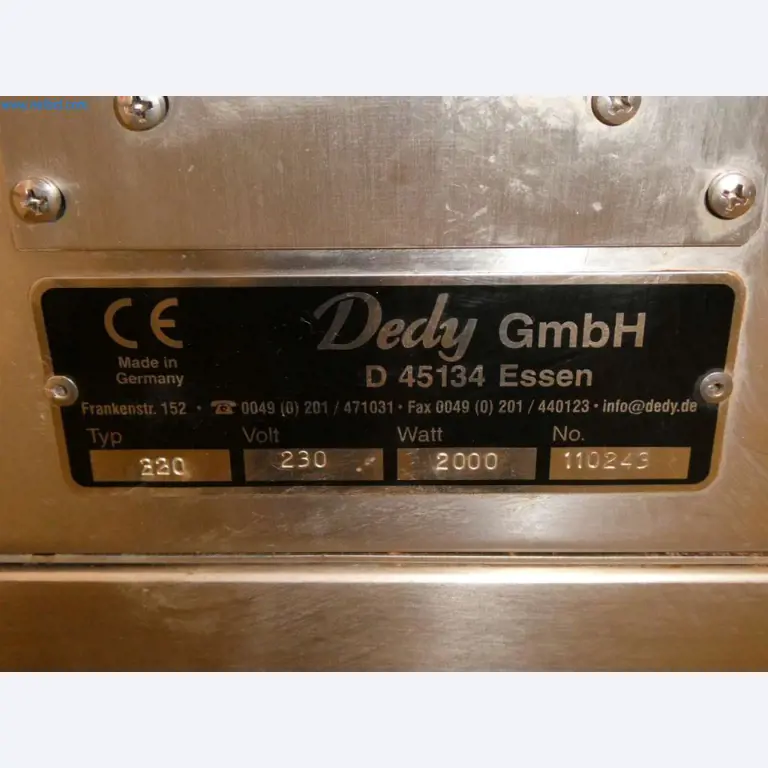 CE
Dedy GmbH
Made in
Germany
D 45134 Essen
Frankenstr. 152 · ☎ 0049 (0) 201 / 471031 · Fax 0049 (0) 201 / 440123 · info@dedy.de
Typ Volt Watt No.
220 230 2000 110243